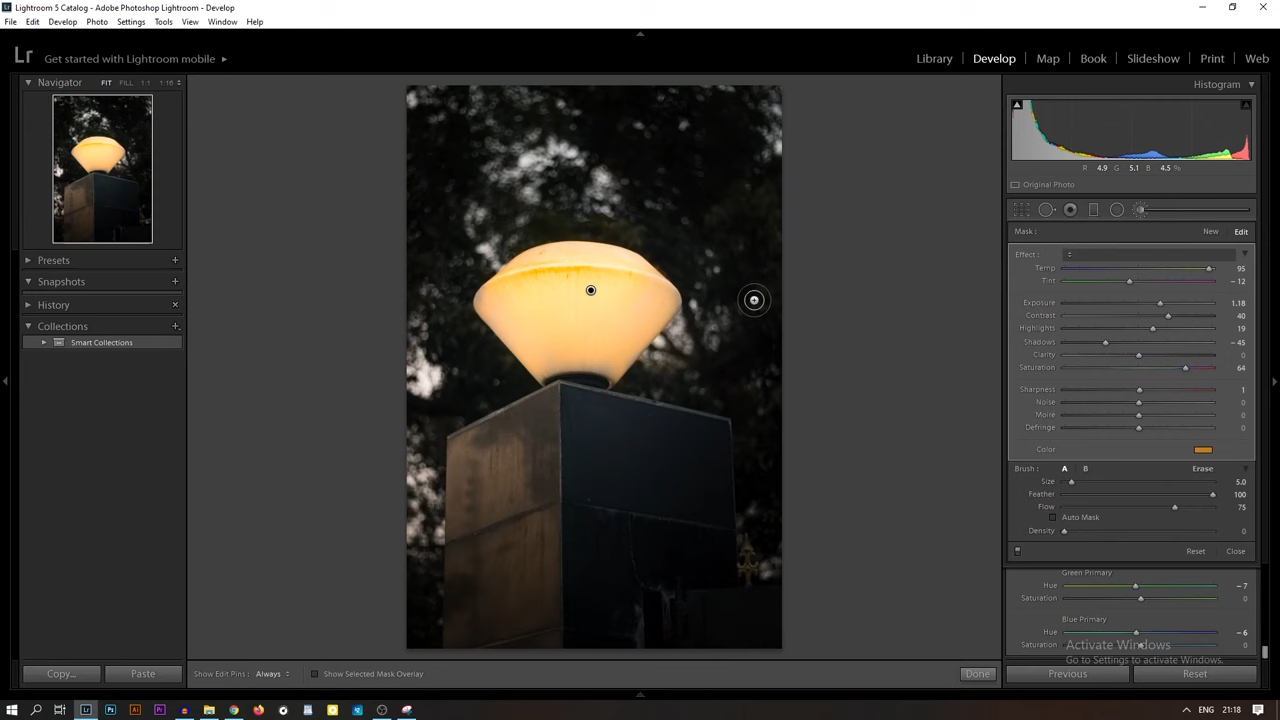 Lightroom 5 Catalog - Adobe Photoshop Lightroom - Develop
File Edit Develop Photo Settings Tools View Window Help
Lr Get started with Lightroom mobile
Library Develop Map Book Slideshow Print Web
Navigator FIT FILL 1:1 1:16
Presets
Snapshots
History
Collections
Smart Collections
Copy... Paste
Show Edit Pins: Always Show Selected Mask Overlay Done
Histogram
R 4.9 G 5.1 B 4.5 %
Original Photo
Mask: New Edit
Effect:
Temp 95
Tint -12
Exposure 1.18
Contrast 40
Highlights 19
Shadows -45
Clarity 0
Saturation 64
Sharpness 1
Noise 0
Moire 0
Defringe 0
Color
Brush: A B Erase
Size 5.0
Feather 100
Flow 75
Auto Mask
Density 0
Reset Close
Green Primary
Hue -7
Saturation 0
Blue Primary
Hue -6
Saturation
Activate Windows
Go to Settings to activate Windows.
Previous Reset
Lr Ps Ai Pr
ENG 21:18